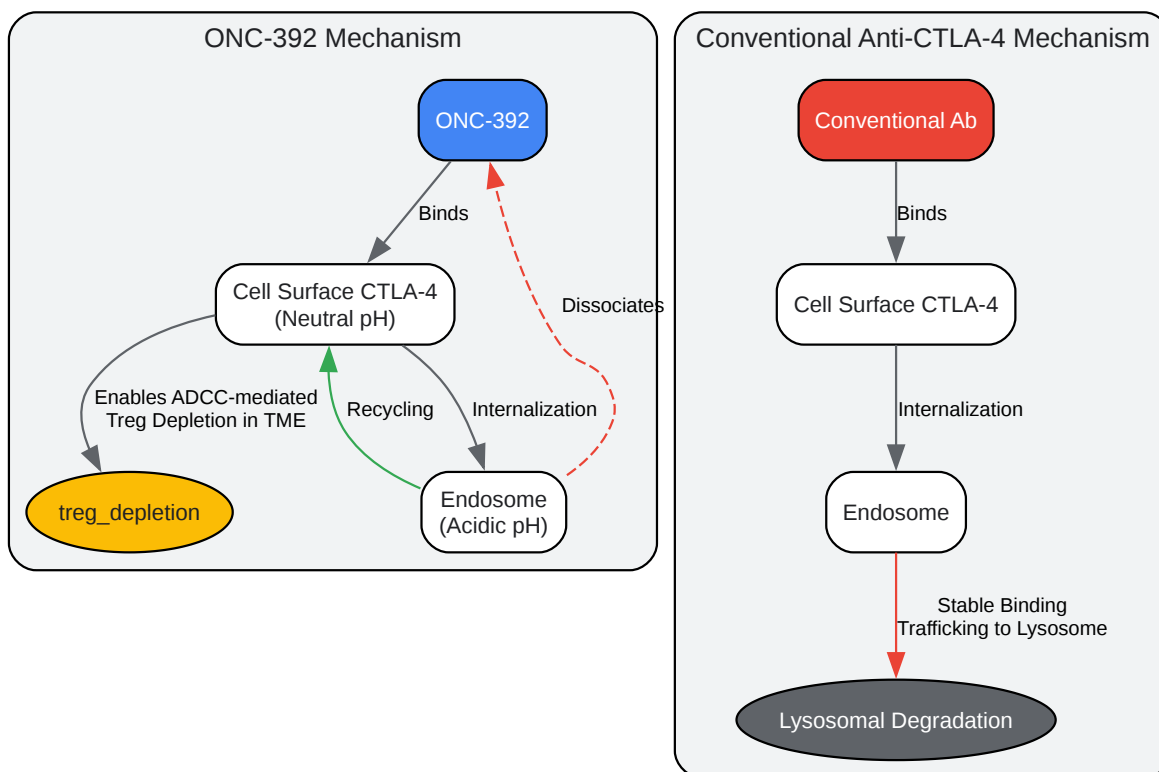 ONC-392 Mechanism
ONC-392
Binds
Cell Surface CTLA-4
(Neutral pH)
Dissociates
Enables ADCC-mediated
Treg Depletion in TME
Recycling
Internalization
treg_depletion
Endosome
(Acidic pH)
Conventional Anti-CTLA-4 Mechanism
Conventional Ab
Binds
Cell Surface CTLA-4
Internalization
Endosome
Stable Binding
Trafficking to Lysosome
Lysosomal Degradation